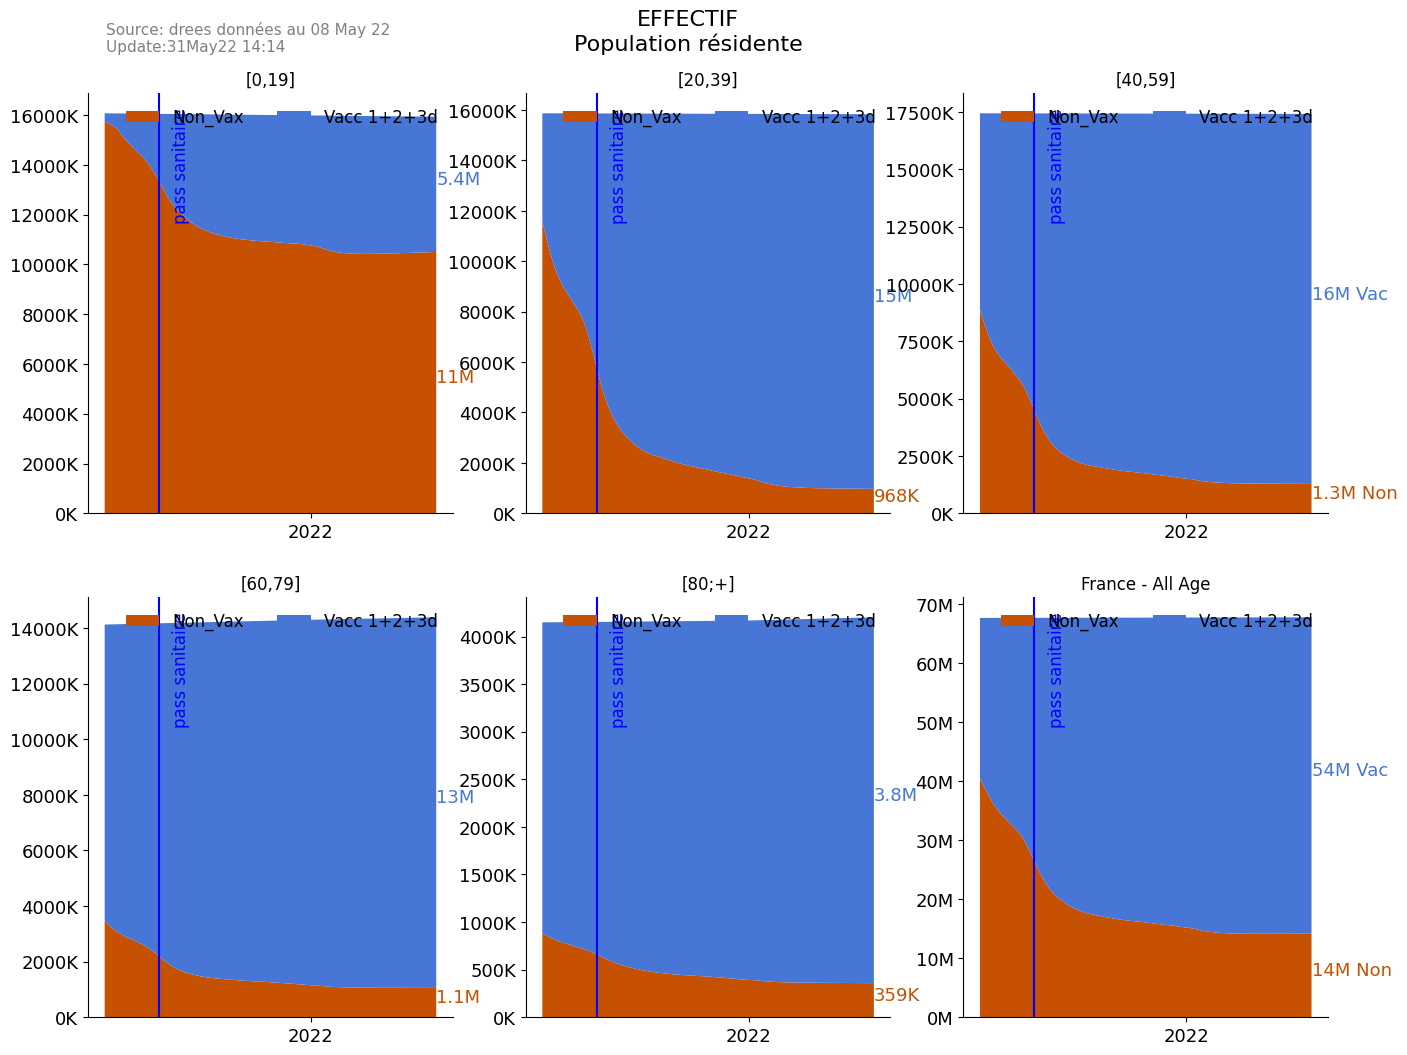 Source: drees données au 08 May 22
Update:31May22 14:14
EFFECTIF
Population résidente
[0,19]
16000K
14000K
12000K
10000K
8000K
6000K
4000K
2000K
0K
Non_Vax
Vacc 1+2+3d
pass sanitaire
5.4M
11M
2022
[20,39]
16000K
14000K
12000K
10000K
8000K
6000K
4000K
2000K
0K
Non_Vax
Vacc 1+2+3d
pass sanitaire
15M
968K
2022
[40,59]
17500K
15000K
12500K
10000K
7500K
5000K
2500K
0K
Non_Vax
Vacc 1+2+3d
pass sanitaire
16M Vac
1.3M Non
2022
[60,79]
14000K
12000K
10000K
8000K
6000K
4000K
2000K
0K
Non_Vax
Vacc 1+2+3d
pass sanitaire
13M
1.1M
2022
[80;+]
4000K
3500K
3000K
2500K
2000K
1500K
1000K
500K
0K
Non_Vax
Vacc 1+2+3d
pass sanitaire
3.8M
359K
2022
France - All Age
70M
60M
50M
40M
30M
20M
10M
0M
Non_Vax
Vacc 1+2+3d
pass sanitaire
54M Vac
14M Non
2022